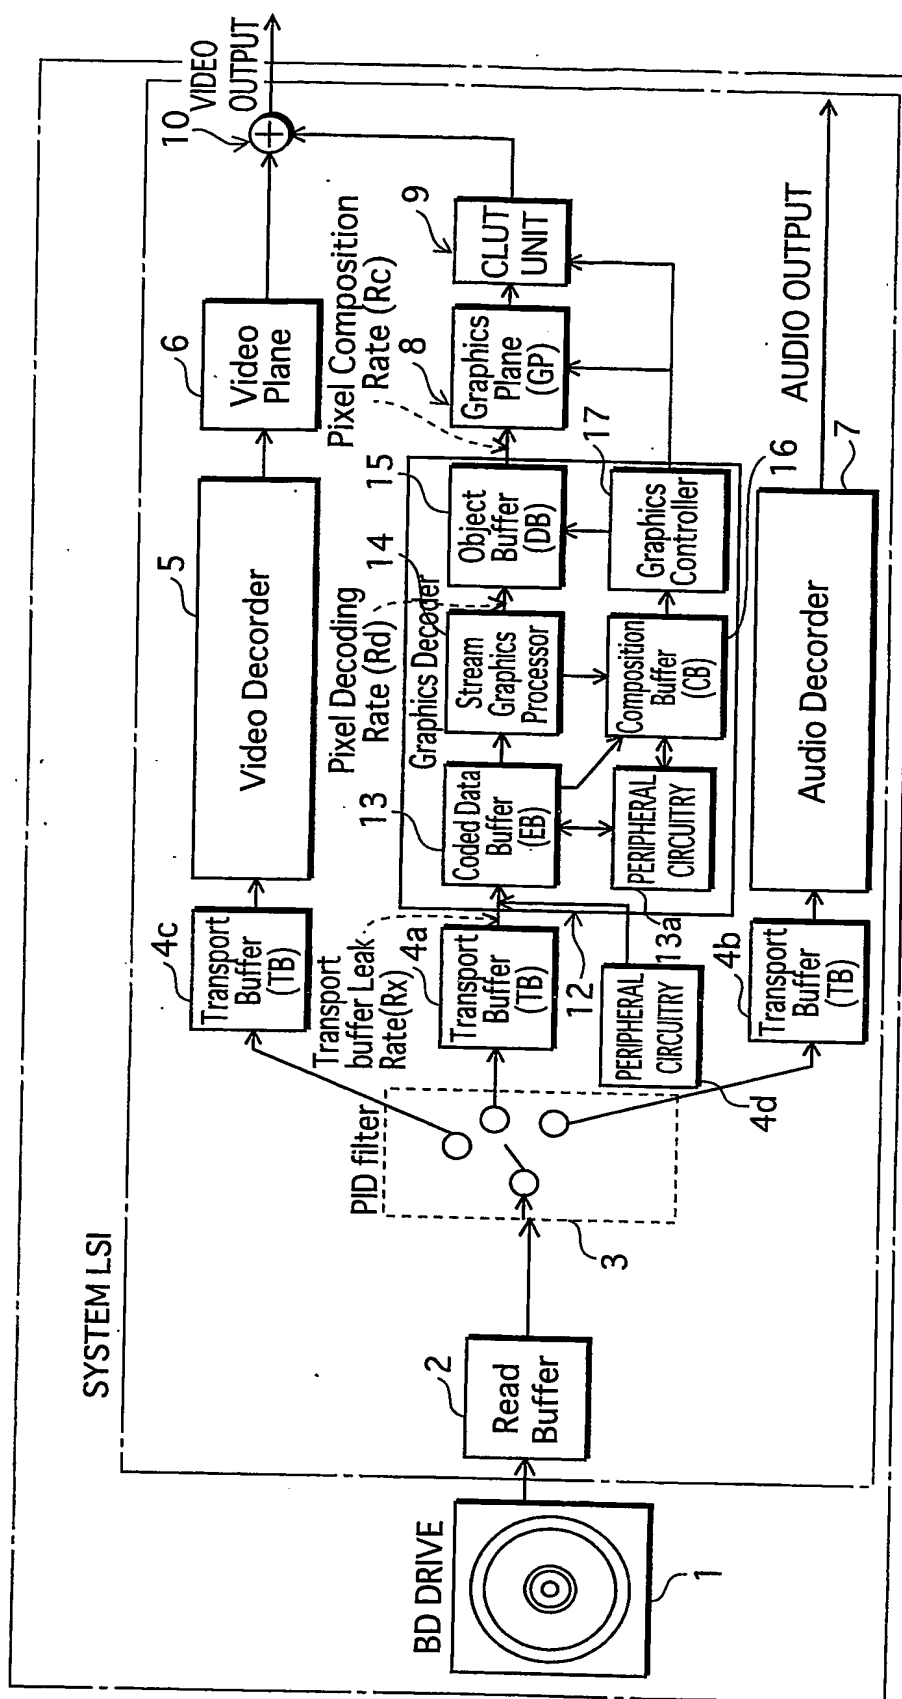 SYSTEM LSI
BD DRIVE
1
2
Read
Buffer
3
PID filter
4c
Transport
Buffer
(TB)
Transport
buffer Leak
Rate(Rx)
4a
Transport
Buffer
(TB)
12
PERIPHERAL
CIRCUITRY
4d
4b
Transport
Buffer
(TB)
5
Video Decorder
6
Video
Plane
10
VIDEO
OUTPUT
Pixel Decoding
Rate (Rd)
Graphics Decoder
13
Coded Data
Buffer
(EB)
14
Stream
Graphics
Processor
15
Object
Buffer
(DB)
Pixel Composition
Rate (Rc)
8
Graphics
Plane
(GP)
9
CLUT
UNIT
13a
PERIPHERAL
CIRCUITRY
Composition
Buffer
(CB)
16
17
Graphics
Controller
Audio Decorder
7
AUDIO OUTPUT